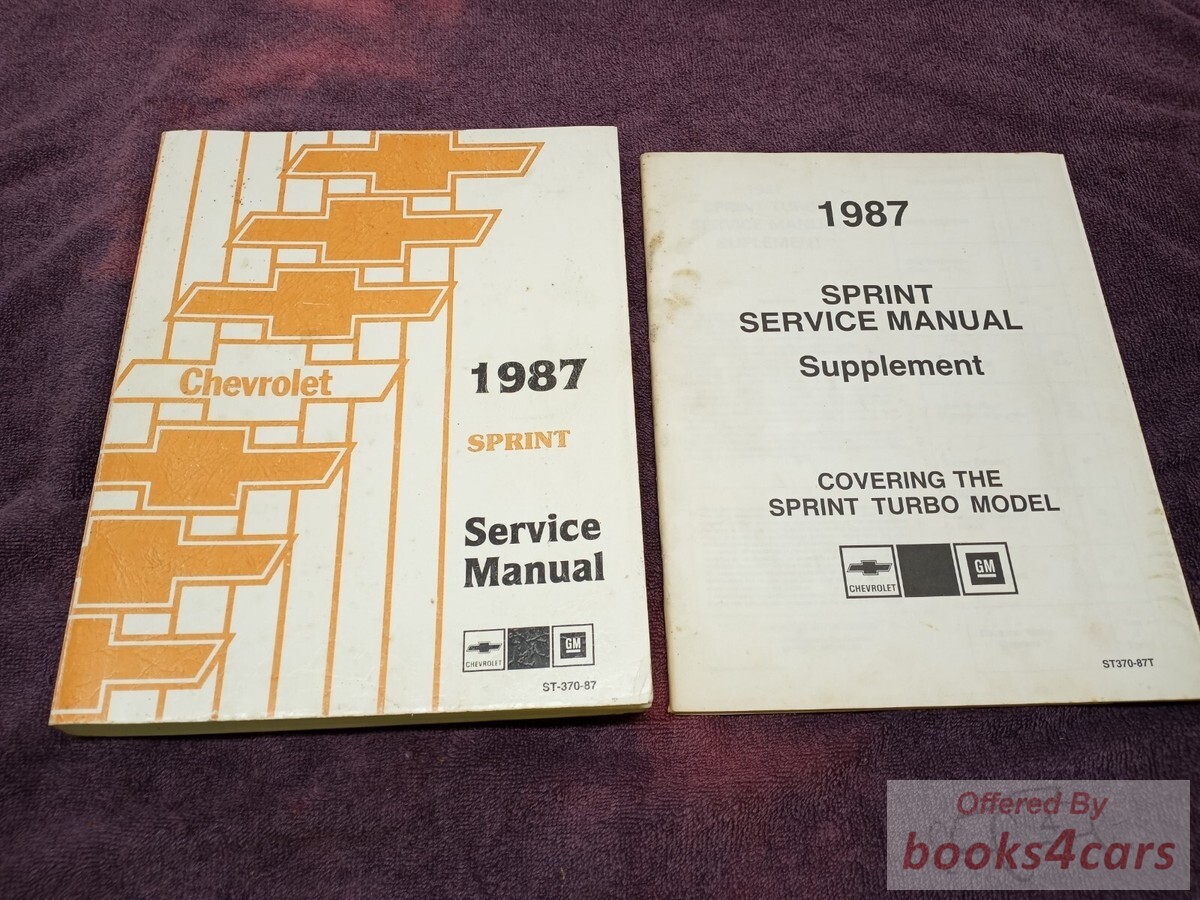 Chevrolet
1987
SPRINT
Service
Manual
CHEVROLET
GM
ST-370-87
1987
SPRINT
SERVICE MANUAL
Supplement
COVERING THE
SPRINT TURBO MODEL
CHEVROLET
GM
ST370-87T
Offered By
books4cars